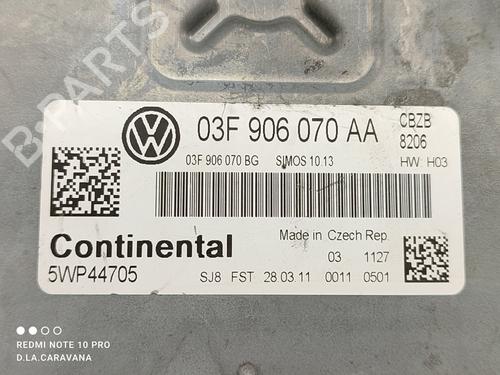 B-PARTS
03F 906 070 AA
CBZB
8206
03F 906 070 BG SIMOS 10.13
HW H03
Continental
Made in Czech Rep.
03 1127
5WP44705
SJ8 FST 28.03.11 0011 0501
REDMI NOTE 10 PRO
D.LA.CARAVANA